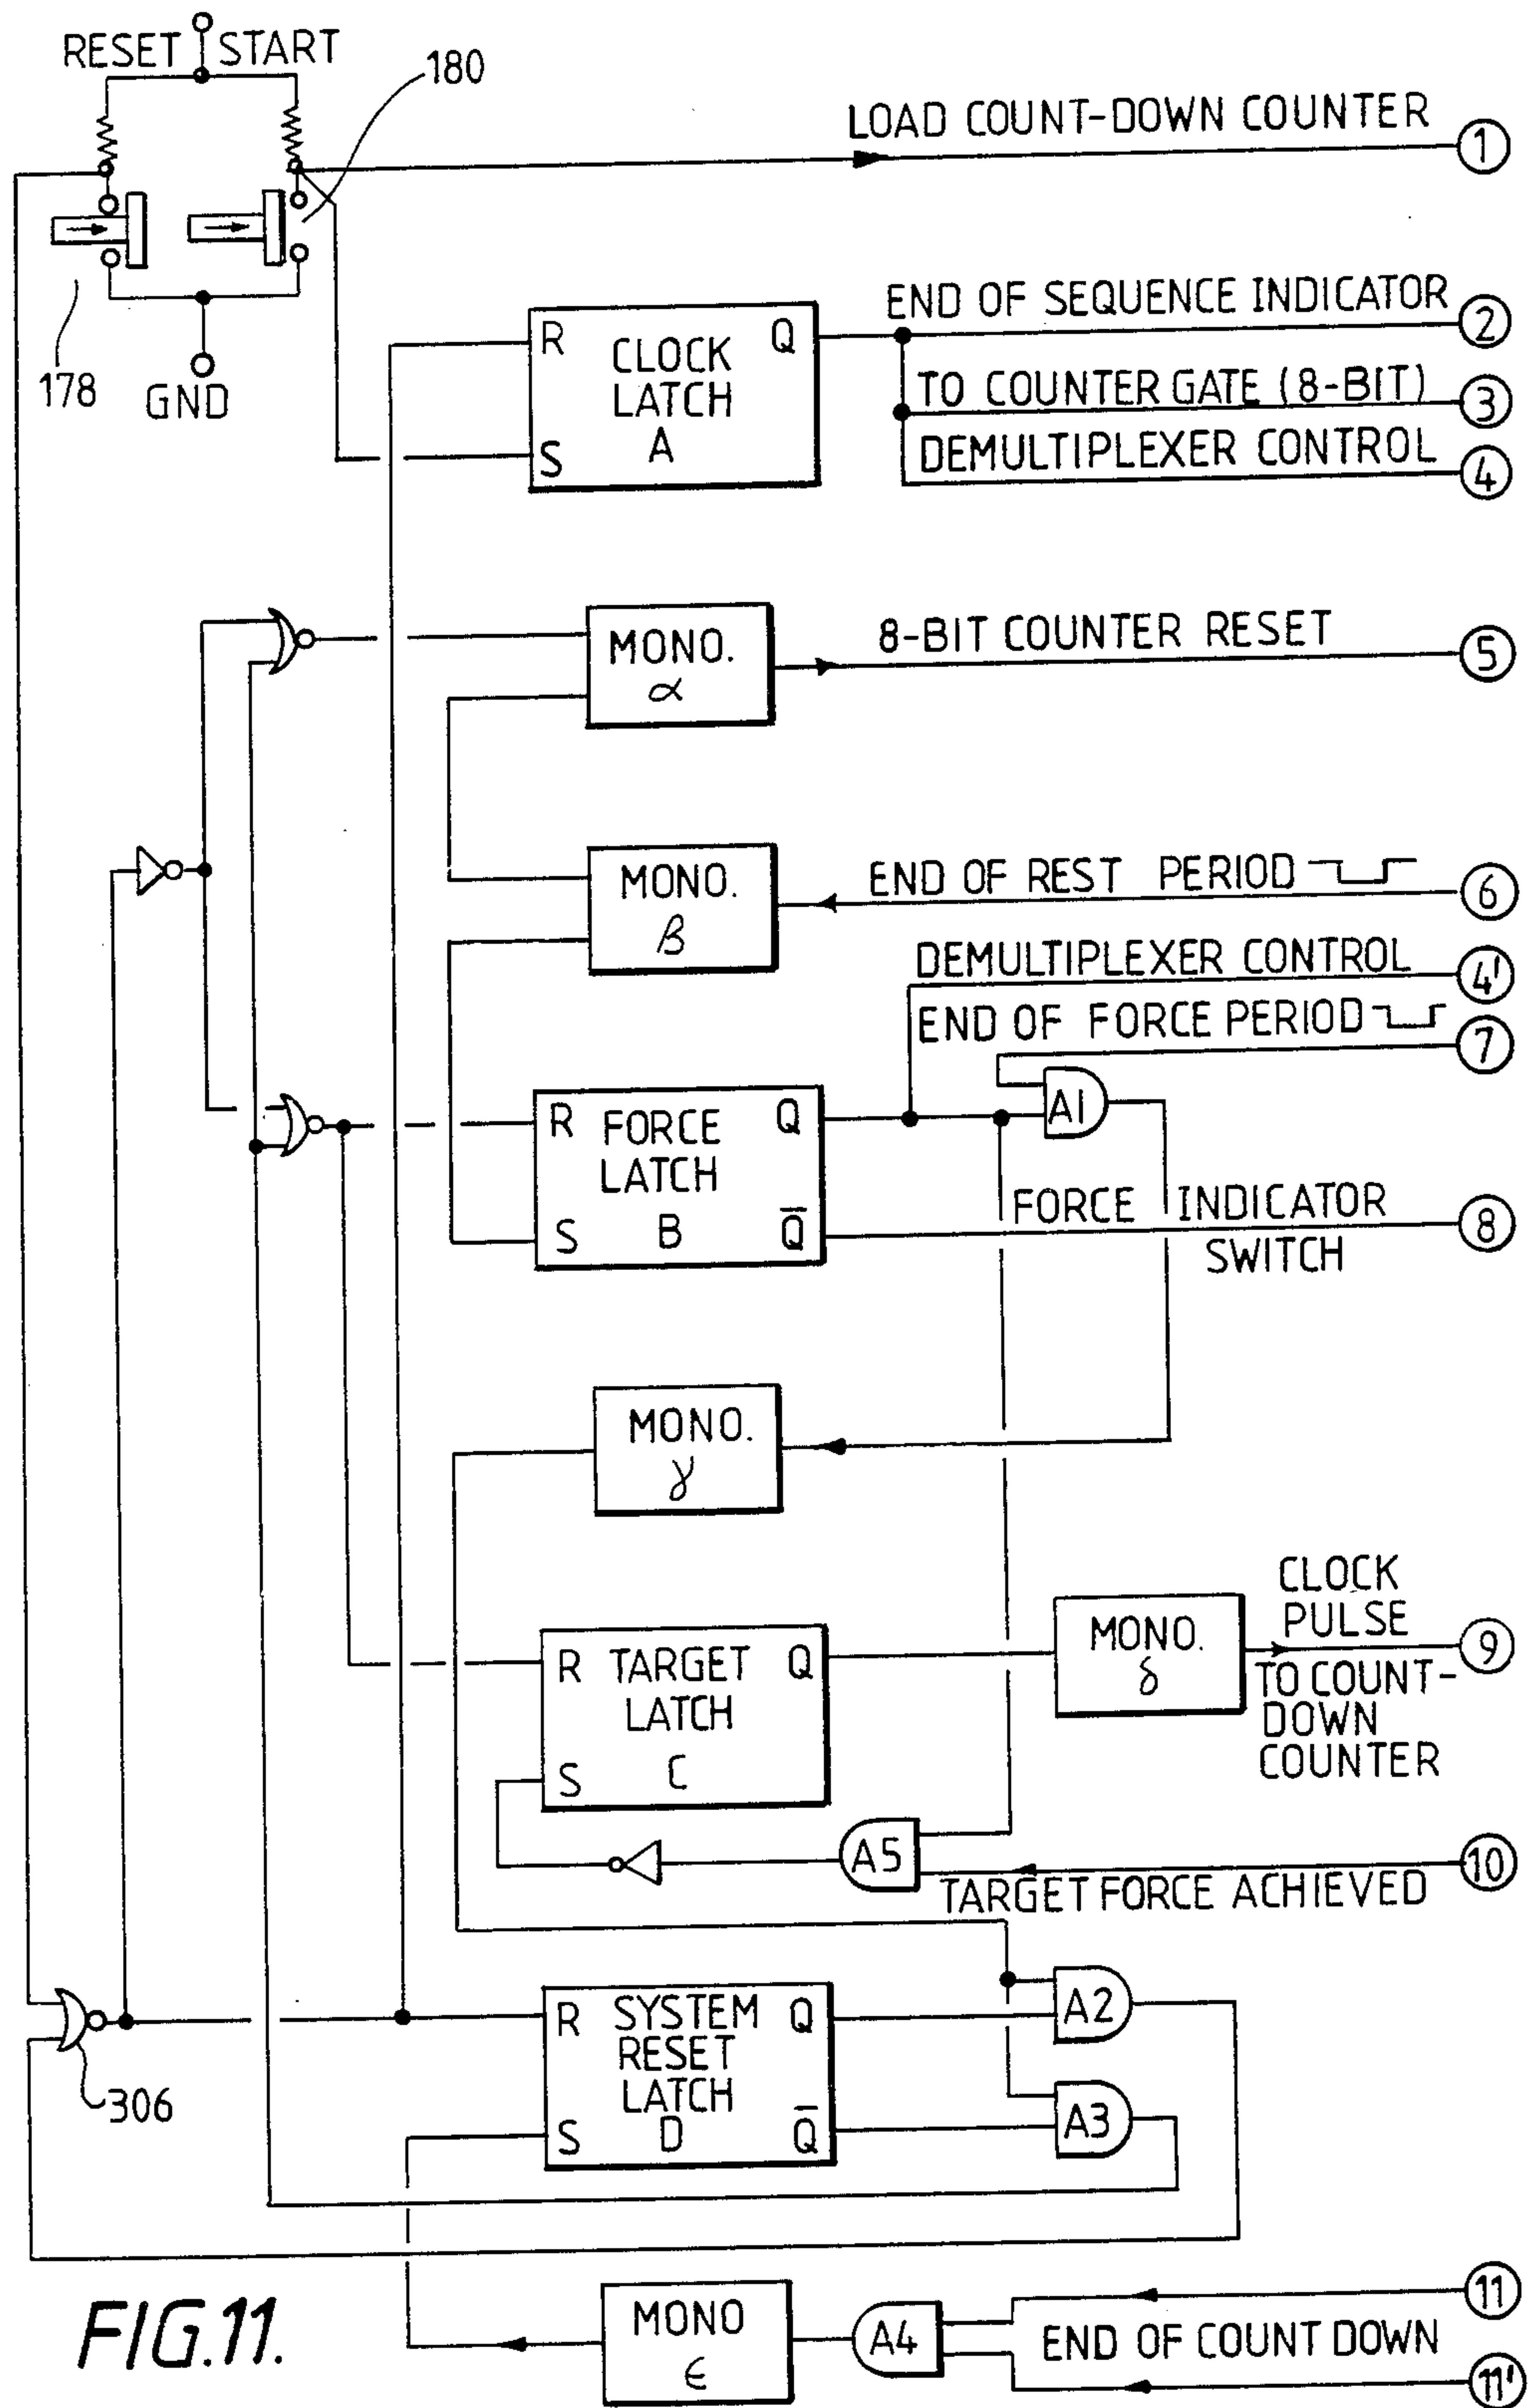 RESET START
180
LOAD COUNT-DOWN COUNTER 1
178
GND
R CLOCK LATCH A S Q
END OF SEQUENCE INDICATOR 2
TO COUNTER GATE (8-BIT) 3
DEMULTIPLEXER CONTROL 4
MONO. α
8-BIT COUNTER RESET 5
MONO. β
END OF REST PERIOD 6
DEMULTIPLEXER CONTROL 4'
END OF FORCE PERIOD 7
A1
R FORCE Q
LATCH
S B Q̅
FORCE INDICATOR 8
SWITCH
MONO. γ
R TARGET Q
LATCH
S C
MONO. δ
CLOCK
PULSE
9
TO COUNT-
DOWN
COUNTER
A5
10
TARGET FORCE ACHIEVED
306
R SYSTEM Q
RESET
LATCH
S D Q̅
A2
A3
MONO ϵ
A4
11
END OF COUNT DOWN
11'
FIG.11.